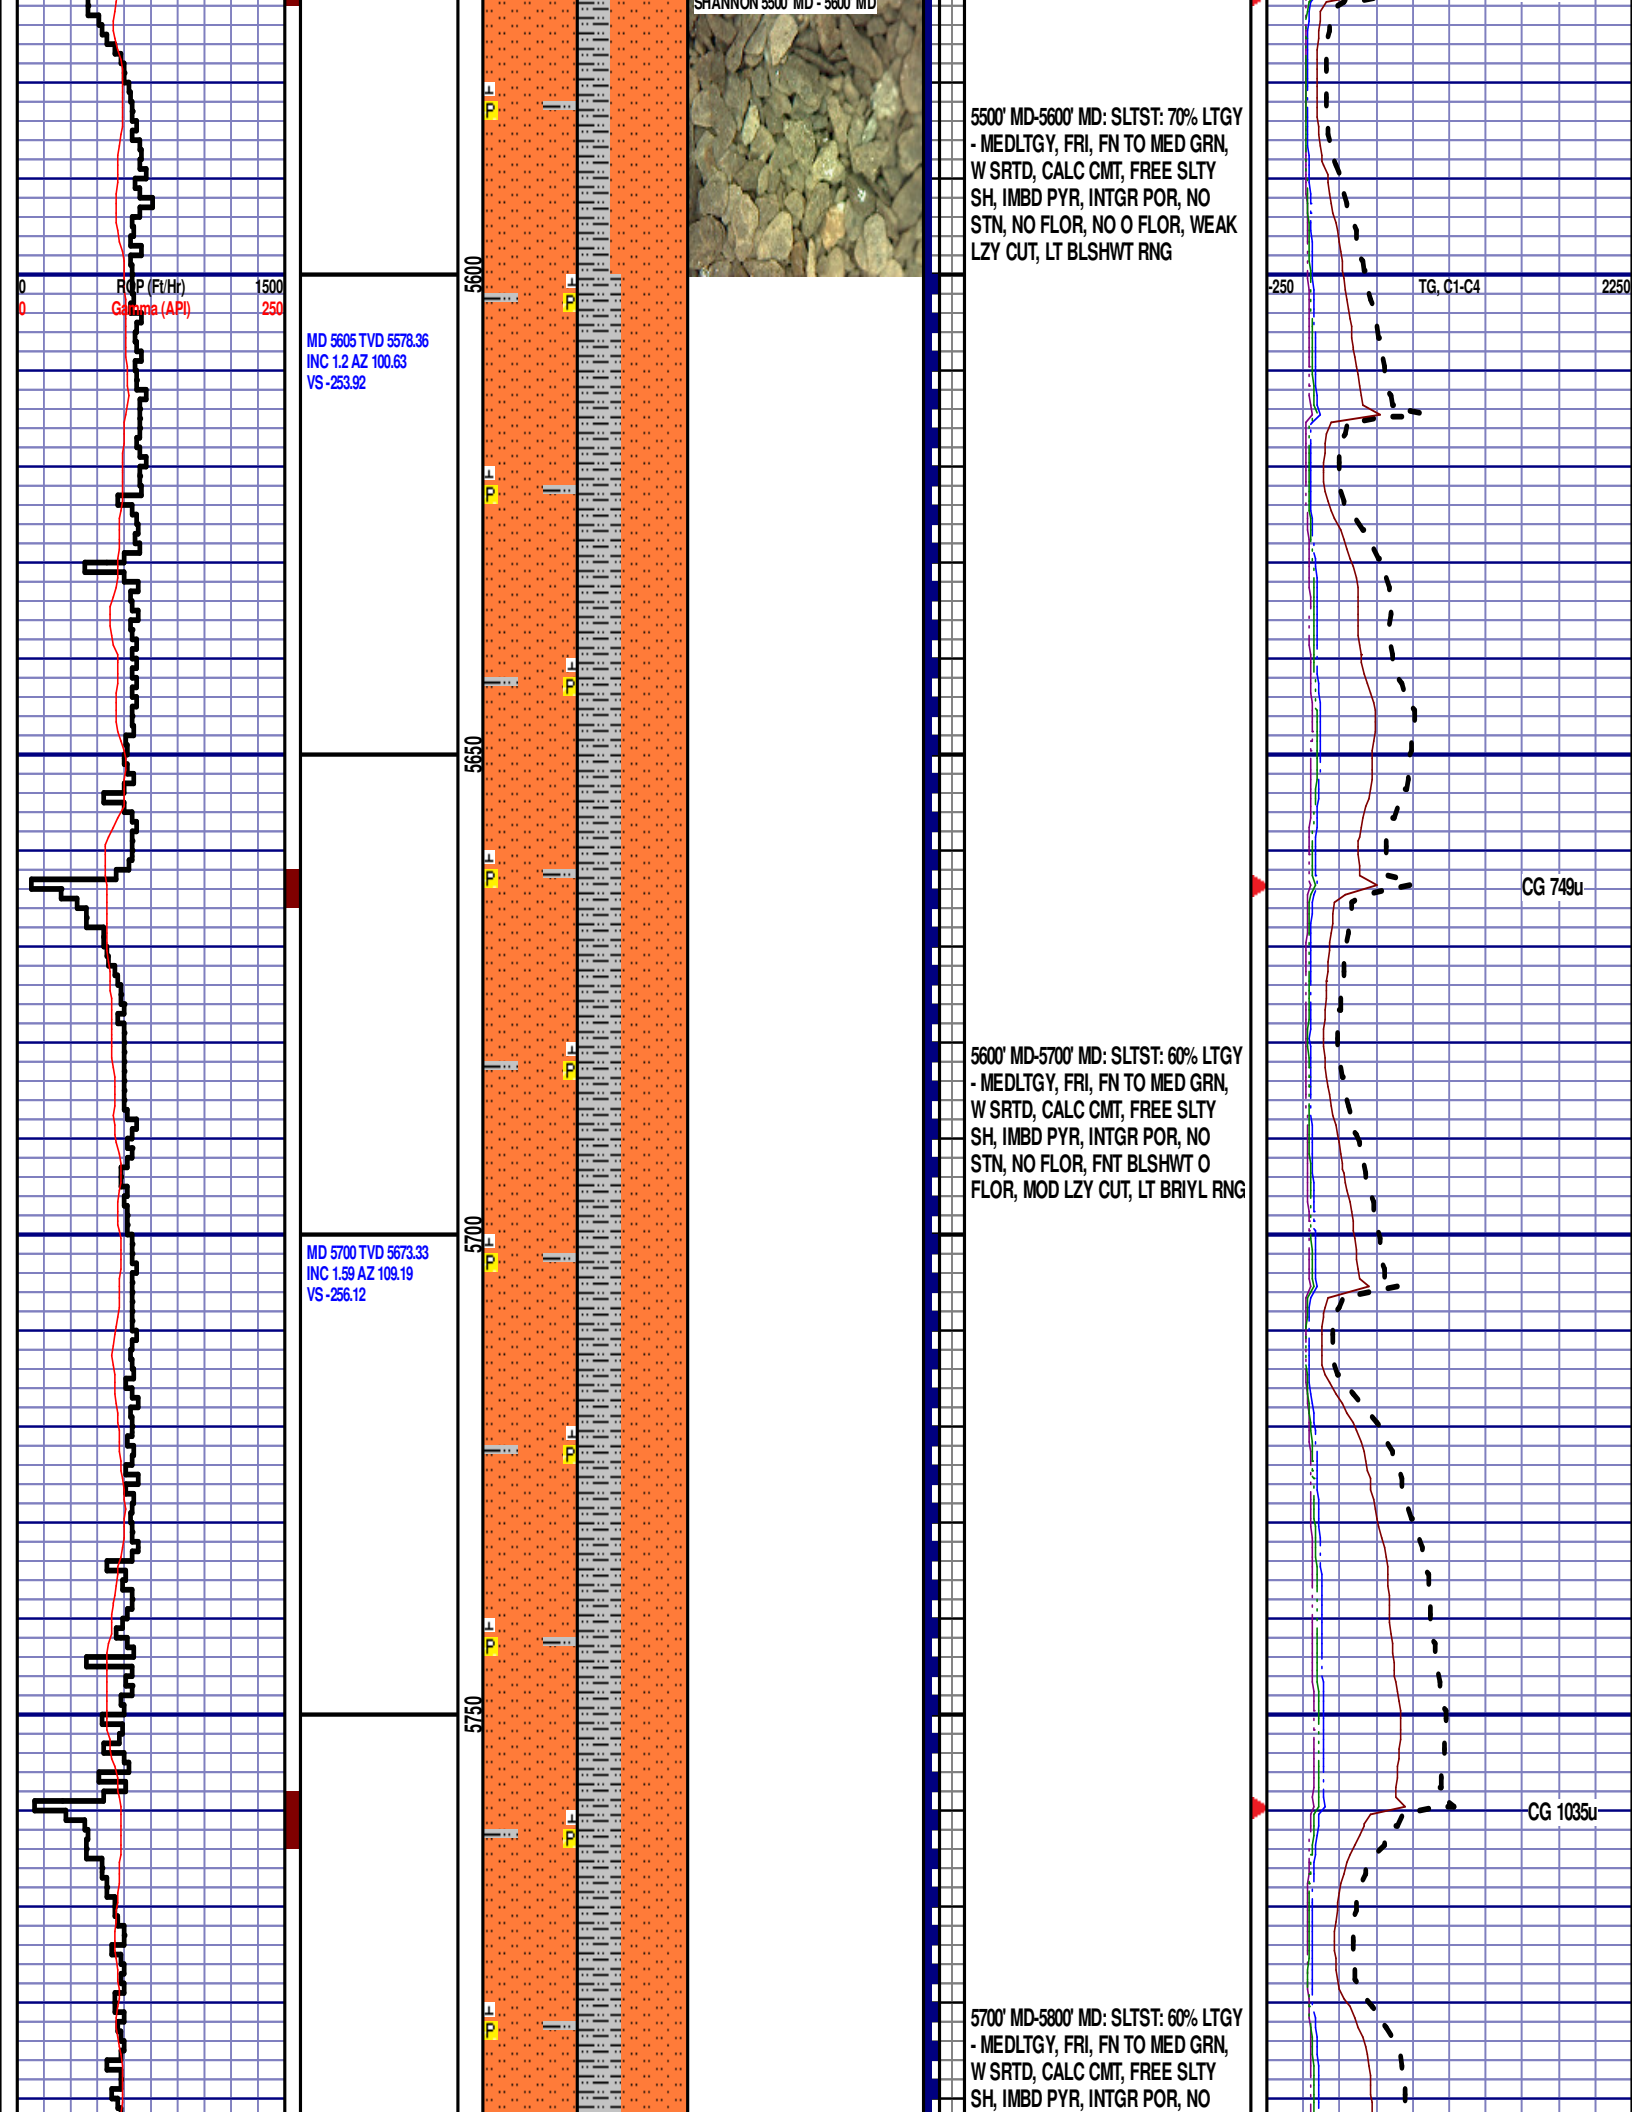 SHANNON 5500' MD - 5600' MD
5500' MD-5600' MD: SLTST: 70% LTGY
- MEDLTGY, FRI, FN TO MED GRN,
W SRTD, CALC CMT, FREE SLTY
SH, IMBD PYR, INTGR POR, NO
STN, NO FLOR, NO O FLOR, WEAK
LZY CUT, LT BLSHWT RNG
5600
0 ROP (Ft/Hr) 1500
0 Gamma (API) 250
-250 TG, C1-C4 2250
MD 5605 TVD 5578.36
INC 1.2 AZ 100.63
VS -253.92
5650
CG 749u
5600' MD-5700' MD: SLTST: 60% LTGY
- MEDLTGY, FRI, FN TO MED GRN,
W SRTD, CALC CMT, FREE SLTY
SH, IMBD PYR, INTGR POR, NO
STN, NO FLOR, FNT BLSHWT O
FLOR, MOD LZY CUT, LT BRIYL RNG
5700
MD 5700 TVD 5673.33
INC 1.59 AZ 109.19
VS -256.12
5750
CG 1035u
5700' MD-5800' MD: SLTST: 60% LTGY
- MEDLTGY, FRI, FN TO MED GRN,
W SRTD, CALC CMT, FREE SLTY
SH, IMBD PYR, INTGR POR, NO
P
P
P
P
P
P
P
P
P
P
P